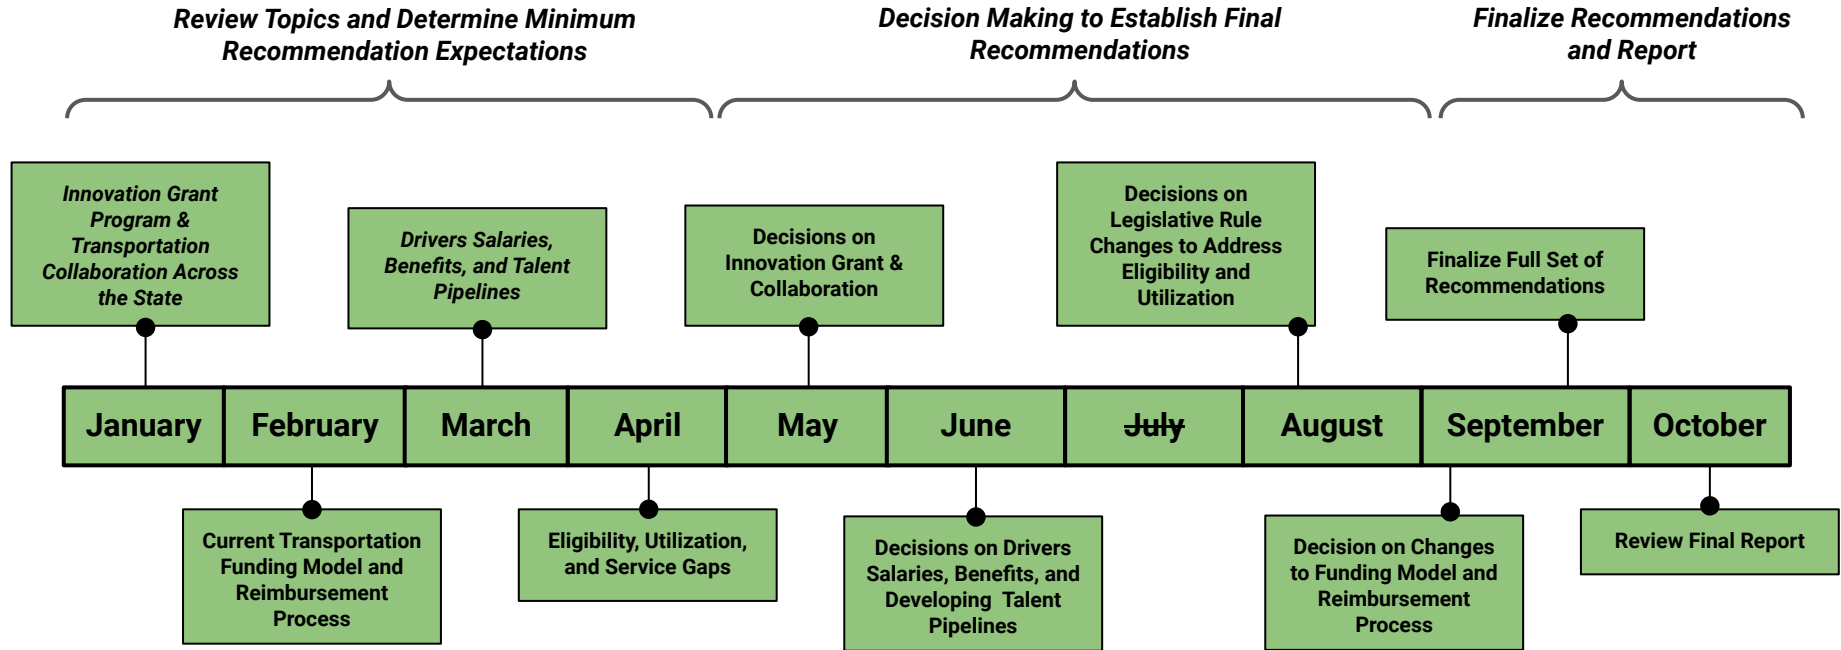 Review Topics and Determine Minimum
Recommendation Expectations
Decision Making to Establish Final
Recommendations
Finalize Recommendations
and Report
Innovation Grant
Program &
Transportation
Collaboration Across
the State
Drivers Salaries,
Benefits, and Talent
Pipelines
Decisions on
Innovation Grant &
Collaboration
Decisions on
Legislative Rule
Changes to Address
Eligibility and
Utilization
Finalize Full Set of
Recommendations
January February March April May June July August September October
Current Transportation
Funding Model and
Reimbursement
Process
Eligibility, Utilization,
and Service Gaps
Decisions on Drivers
Salaries, Benefits, and
Developing Talent
Pipelines
Decision on Changes
to Funding Model and
Reimbursement
Process
Review Final Report